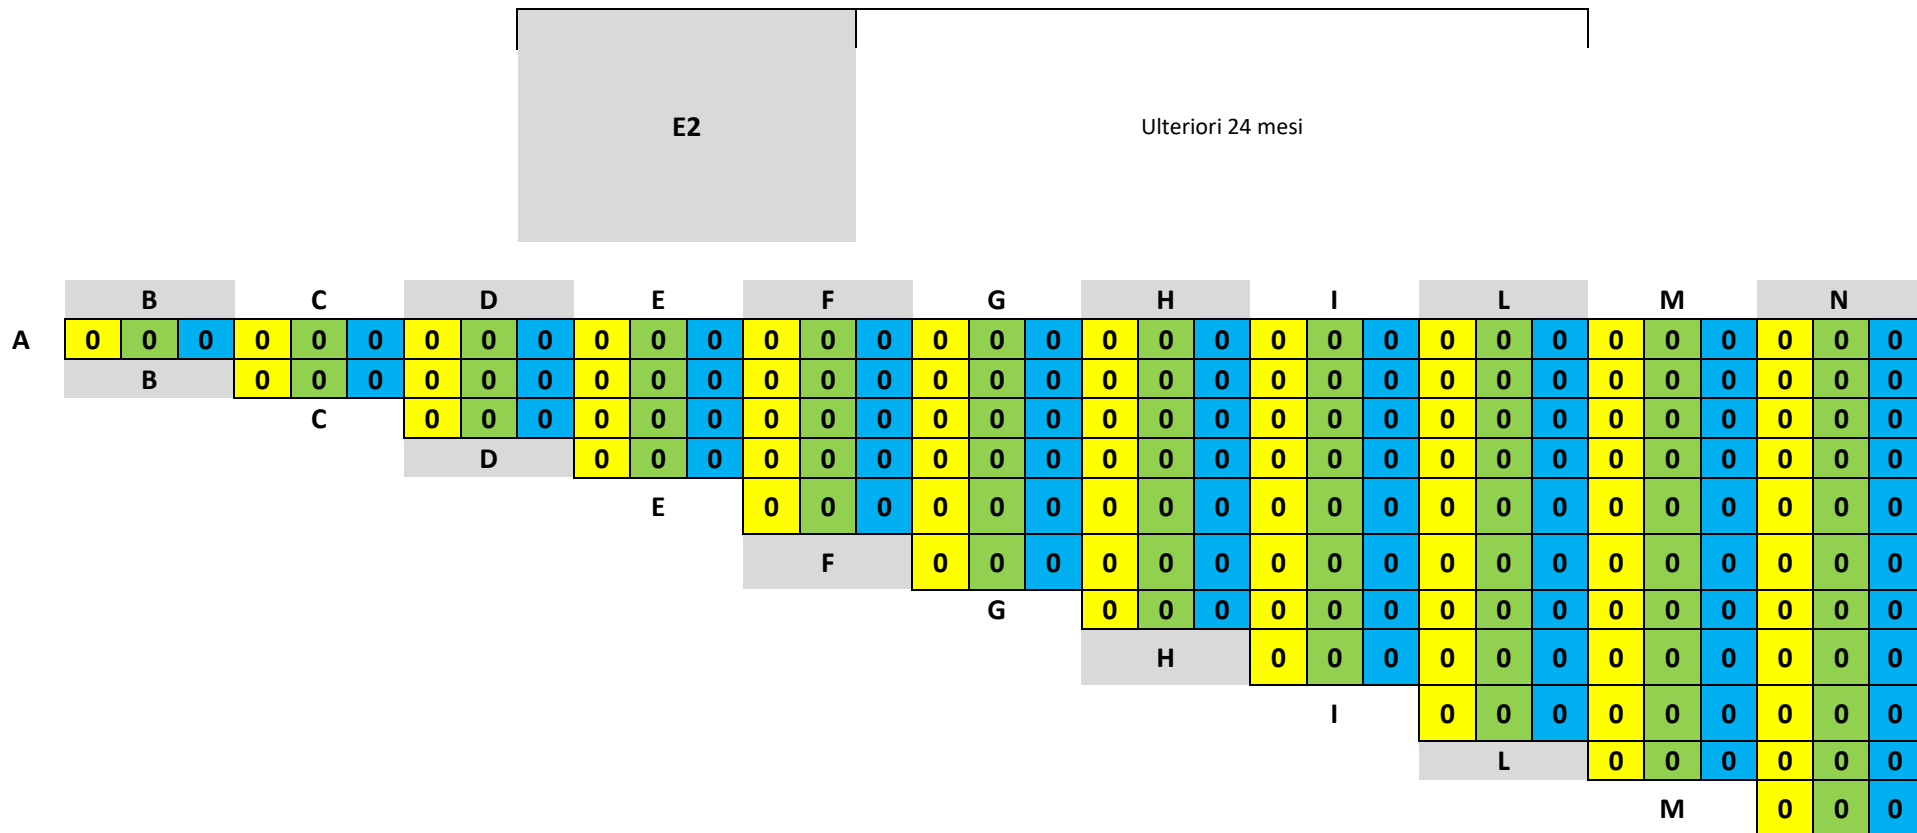 E2 Ulteriori 24 mesi
B C D E F G H I L M N
A 0 0 0 0 0 0 0 0 0 0 0 0 0 0 0 0 0 0 0 0 0 0 0 0 0 0 0 0 0 0 0 0 0
B 0 0 0 0 0 0 0 0 0 0 0 0 0 0 0 0 0 0 0 0 0 0 0 0 0 0 0 0 0 0
C 0 0 0 0 0 0 0 0 0 0 0 0 0 0 0 0 0 0 0 0 0 0 0 0 0 0 0
D 0 0 0 0 0 0 0 0 0 0 0 0 0 0 0 0 0 0 0 0 0 0 0 0
E 0 0 0 0 0 0 0 0 0 0 0 0 0 0 0 0 0 0 0 0 0
F 0 0 0 0 0 0 0 0 0 0 0 0 0 0 0 0 0 0
G 0 0 0 0 0 0 0 0 0 0 0 0 0 0 0
H 0 0 0 0 0 0 0 0 0 0 0 0
I 0 0 0 0 0 0 0 0 0
L 0 0 0 0 0 0
M 0 0 0